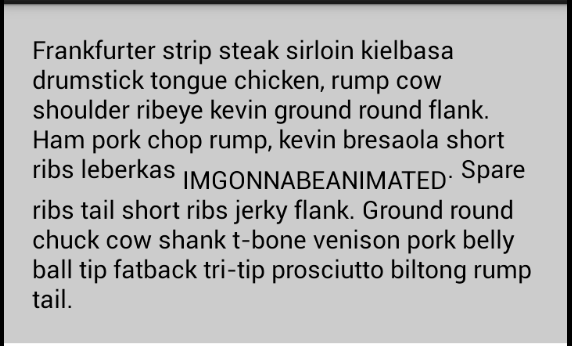 Frankfurter strip steak sirloin kielbasa
drumstick tongue chicken, rump cow
shoulder ribeye kevin ground round flank.
Ham pork chop rump, kevin bresaola short
ribs leberkas IMGONNABEANIMATED. Spare
ribs tail short ribs jerky flank. Ground round
chuck cow shank t-bone venison pork belly
ball tip fatback tri-tip prosciutto biltong rump
tail.